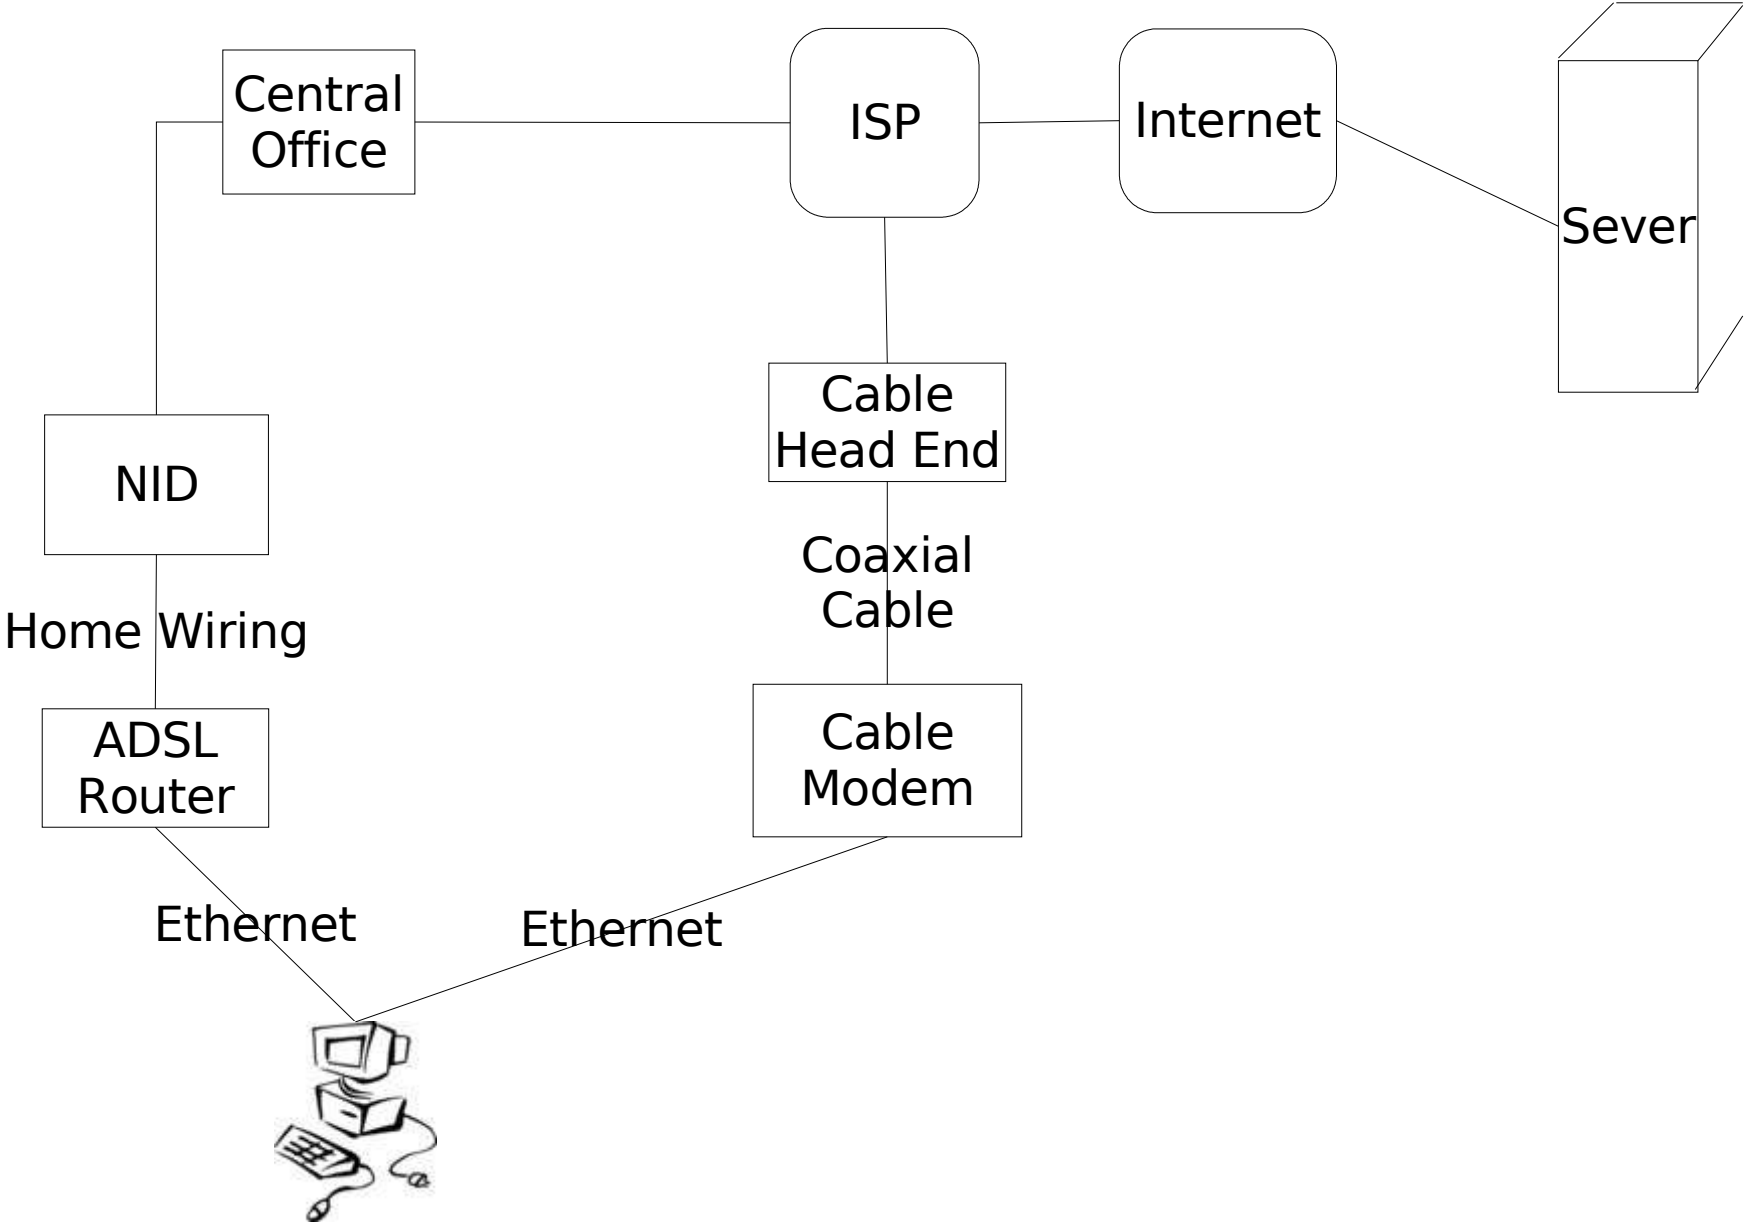 Central
Office
ISP
Internet
Sever
Cable
Head End
NID
Coaxial
Cable
Home Wiring
ADSL
Router
Cable
Modem
Ethernet
Ethernet